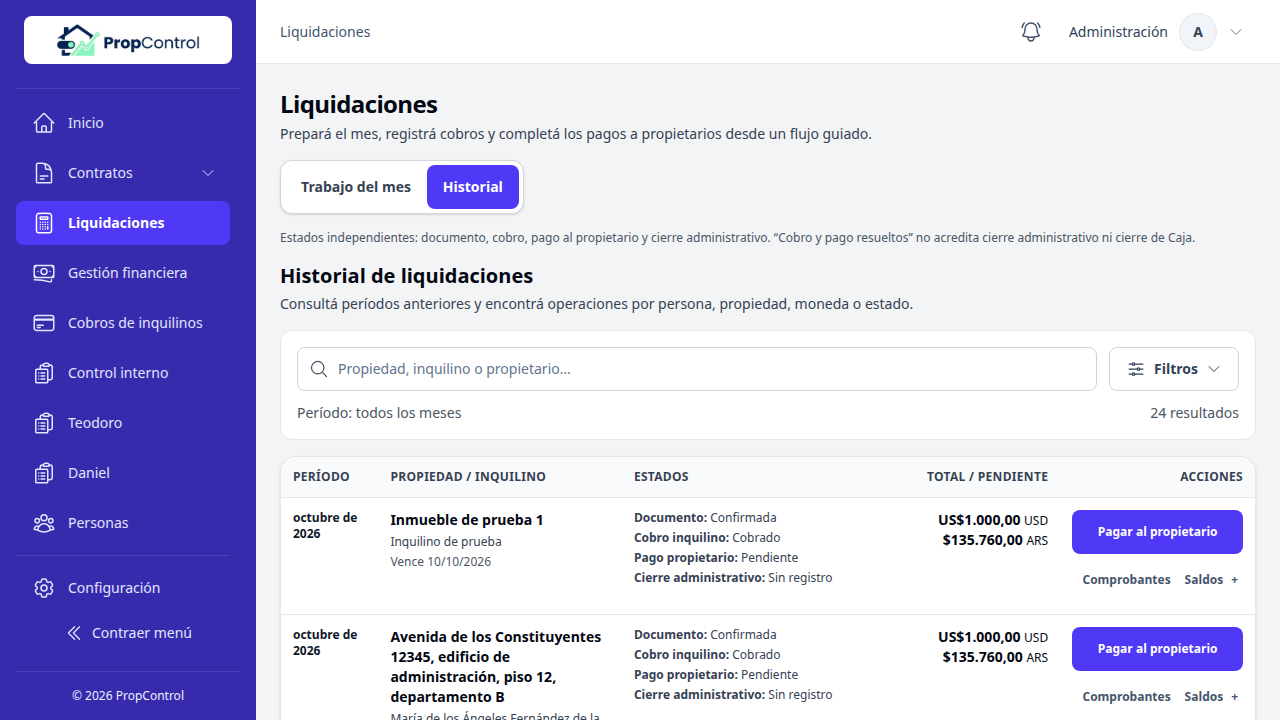 PropControl
Inicio
Contratos
Liquidaciones
Gestión financiera
Cobros de inquilinos
Control interno
Teodoro
Daniel
Personas
Configuración
Contraer menú
© 2026 PropControl
Liquidaciones
Administración
A
Liquidaciones
Prepará el mes, registrá cobros y completá los pagos a propietarios desde un flujo guiado.
Trabajo del mes
Historial
Estados independientes: documento, cobro, pago al propietario y cierre administrativo. “Cobro y pago resueltos” no acredita cierre administrativo ni cierre de Caja.
Historial de liquidaciones
Consultá períodos anteriores y encontrá operaciones por persona, propiedad, moneda o estado.
Propiedad, inquilino o propietario...
Filtros
Período: todos los meses
24 resultados
PERÍODO PROPIEDAD / INQUILINO ESTADOS TOTAL / PENDIENTE ACCIONES
octubre de
2026
Inmueble de prueba 1
Inquilino de prueba
Vence 10/10/2026
Documento: Confirmada
Cobro inquilino: Cobrado
Pago propietario: Pendiente
Cierre administrativo: Sin registro
US$1.000,00 USD
$135.760,00 ARS
Pagar al propietario
Comprobantes Saldos +
octubre de
2026
Avenida de los Constituyentes
12345, edificio de
administración, piso 12,
departamento B
María de los Ángeles Fernández de la
Documento: Confirmada
Cobro inquilino: Cobrado
Pago propietario: Pendiente
Cierre administrativo: Sin registro
US$1.000,00 USD
$135.760,00 ARS
Pagar al propietario
Comprobantes Saldos +